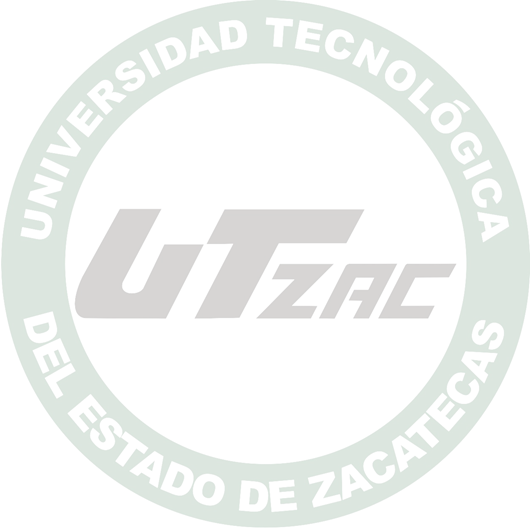 UNIVERSIDAD TECNOLÓGICA
UTZAC
DEL ESTADO DE ZACATECAS